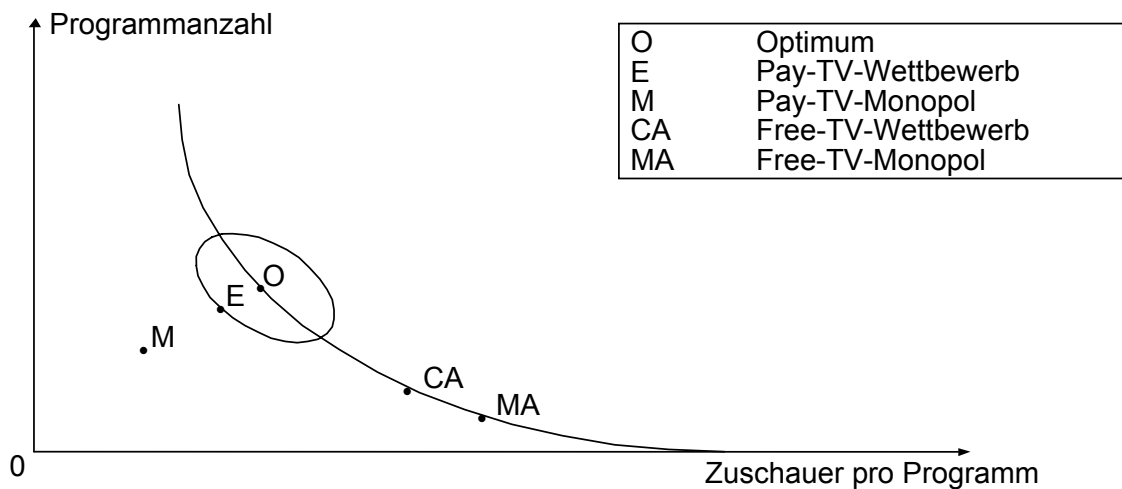 Programmanzahl
O Optimum
E Pay-TV-Wettbewerb
M Pay-TV-Monopol
CA Free-TV-Wettbewerb
MA Free-TV-Monopol
O
E
M
CA
MA
0
Zuschauer pro Programm